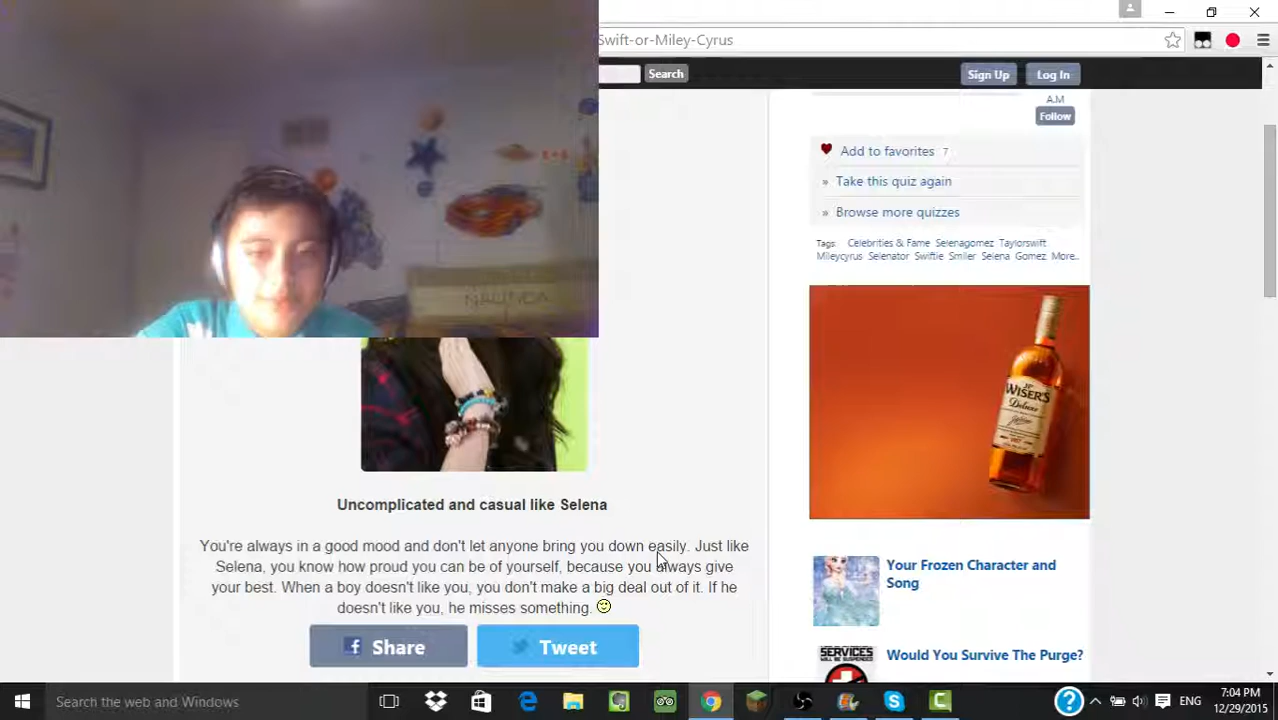 Swift-or-Miley-Cyrus
Search
Sign Up
Log In
A.M
Follow
Add to favorites 7
» Take this quiz again
» Browse more quizzes
Tags: Celebrities & Fame Selenagomez Taylorswift
Mileycyrus Selenator Swiftie Smiler Selena Gomez More..
J.P.
WISER'S
Deluxe
Uncomplicated and casual like Selena
You're always in a good mood and don't let anyone bring you down easily. Just like
Selena, you know how proud you can be of yourself, because you always give
your best. When a boy doesn't like you, you don't make a big deal out of it. If he
doesn't like you, he misses something.
Share
Tweet
Your Frozen Character and
Song
SERVICES
WILL BE SUSPENDED
Would You Survive The Purge?
Search the web and Windows
ENG
7:04 PM
12/29/2015